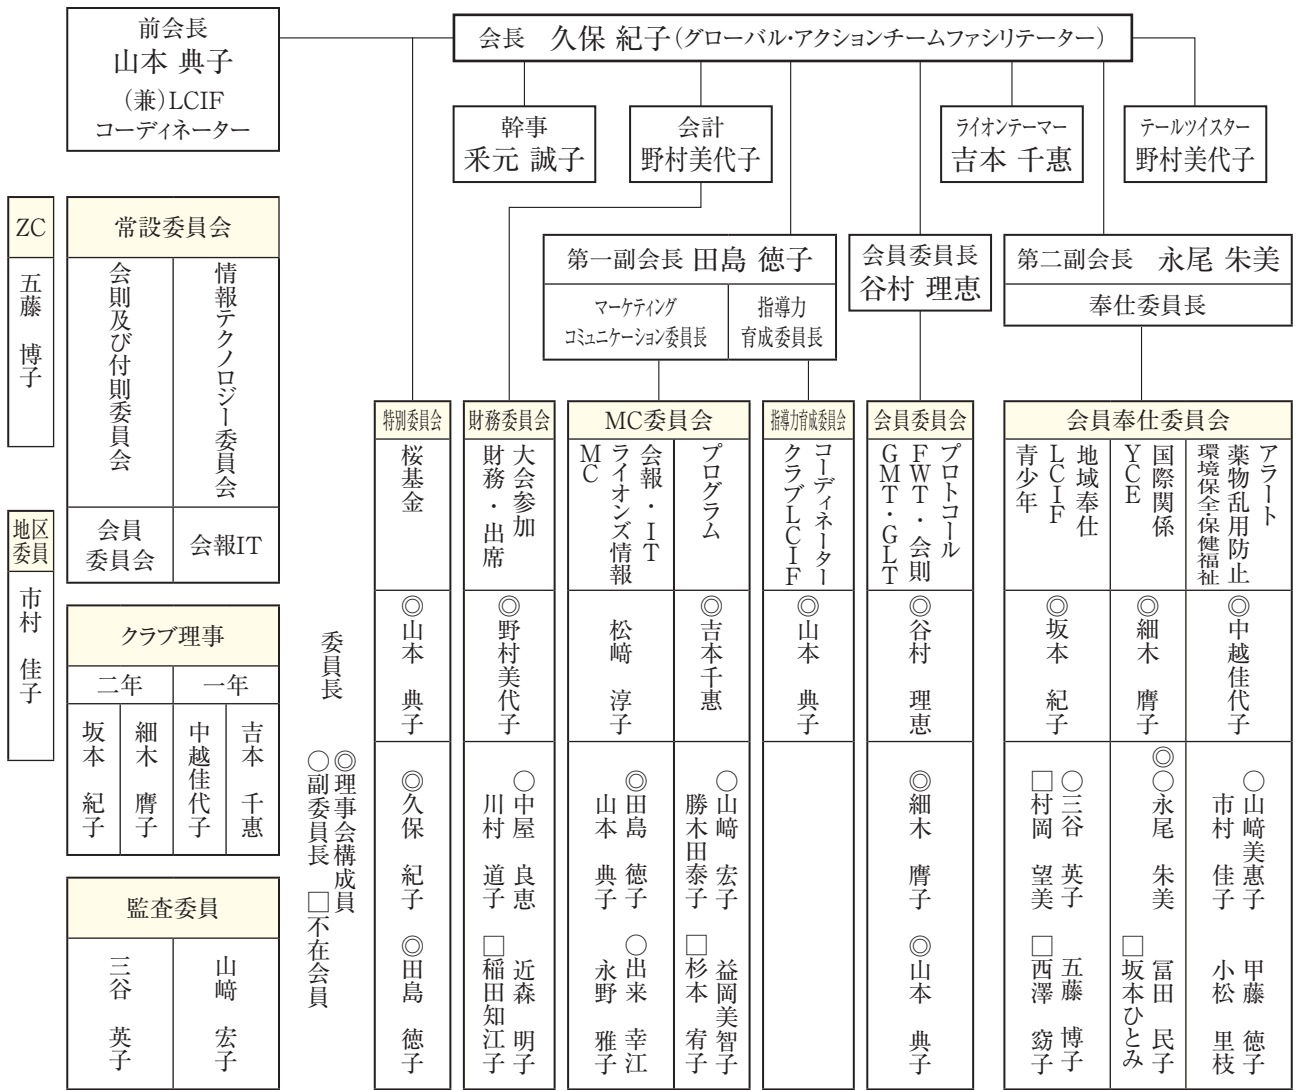 前会長
山本 典子
(兼)LCIF
コーディネーター
会長 久保 紀子(グローバル・アクションチームファシリテーター)
幹事
釆元 誠子
会計
野村美代子
ライオンテーマー
吉本 千惠
テールツイスター
野村美代子
第一副会長 田島 徳子
マーケティング
コミュニケーション委員長
指導力
育成委員長
会員委員長
谷村 理恵
第二副会長 永尾 朱美
奉仕委員長
ZC
五藤 博子
地区
委員
市村 佳子
常設委員会
会則及び付則委員会
情報テクノロジー委員会
会員
委員会
会報IT
クラブ理事
二年
一年
坂本 紀子
細木 膺子
中越佳代子
吉本 千惠
監査委員
三谷 英子
山﨑 宏子
委員長
◎理事会構成員
○副委員長 □不在会員
特別委員会
桜基金
◎山本 典子
◎久保 紀子
◎田島 徳子
財務委員会
大会参加
財務・出席
◎野村美代子
○中屋 良恵
川村 道子
近森 明子
□稲田知江子
MC委員会
プログラム
◎吉本千惠
○山﨑 宏子
勝木田泰子
益岡美智子
□杉本 宥子
会報・IT
ライオンズ情報
MC
松﨑 淳子
◎田島 徳子
山本 典子
○出来 幸江
永野 雅子
指導力育成委員会
コーディネーター
クラブLCIF
◎山本 典子
会員委員会
プロトコール
FWT・会則
GMT・GLT
◎谷村 理恵
◎細木 膺子
◎山本 典子
会員奉仕委員会
アラート
薬物乱用防止
環境保全・保健福祉
◎中越佳代子
○山﨑美恵子
市村 佳子
甲藤 徳子
小松 里枝
国際関係
YCE
◎細木 膺子
◎○永尾 朱美
冨田 民子
□坂本ひとみ
地域奉仕
LCIF
青少年
◎坂本 紀子
○三谷 英子
□村岡 望美
五藤 博子
□西澤 窈子